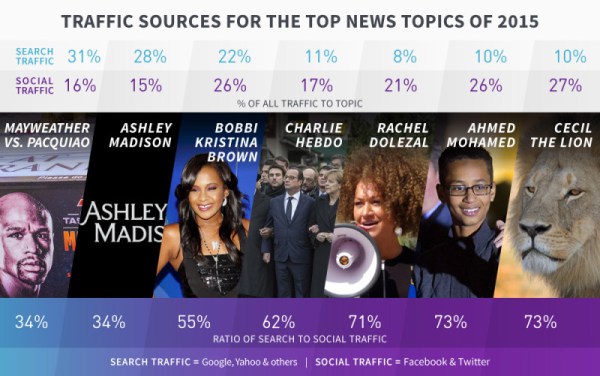 TRAFFIC SOURCES FOR THE TOP NEWS TOPICS OF 2015
SEARCH TRAFFIC 31% 28% 22% 11% 8% 10% 10%
SOCIAL TRAFFIC 16% 15% 26% 17% 21% 26% 27%
% OF ALL TRAFFIC TO TOPIC
MAYWEATHER
VS. PACQUIAO
ASHLEY
MADISON
BOBBI
KRISTINA
BROWN
CHARLIE
HEBDO
RACHEL
DOLEZAL
AHMED
MOHAMED
CECIL
THE LION
ASHLEY
MADIS
34% 34% 55% 62% 71% 73% 73%
RATIO OF SEARCH TO SOCIAL TRAFFIC
SEARCH TRAFFIC = Google, Yahoo & others | SOCIAL TRAFFIC = Facebook & Twitter